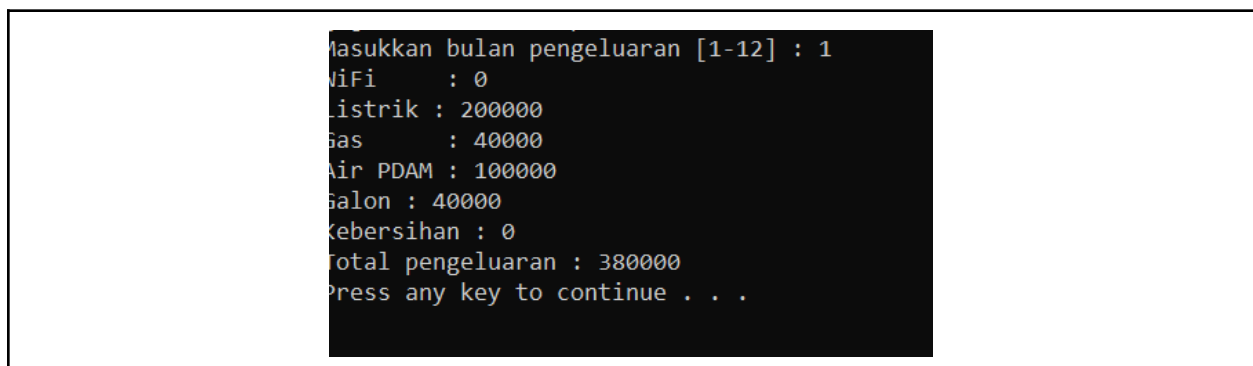 Masukkan bulan pengeluaran [1-12] : 1
WiFi : 0
Listrik : 200000
Gas : 40000
Air PDAM : 100000
Galon : 40000
Kebersihan : 0
Total pengeluaran : 380000
Press any key to continue . . .